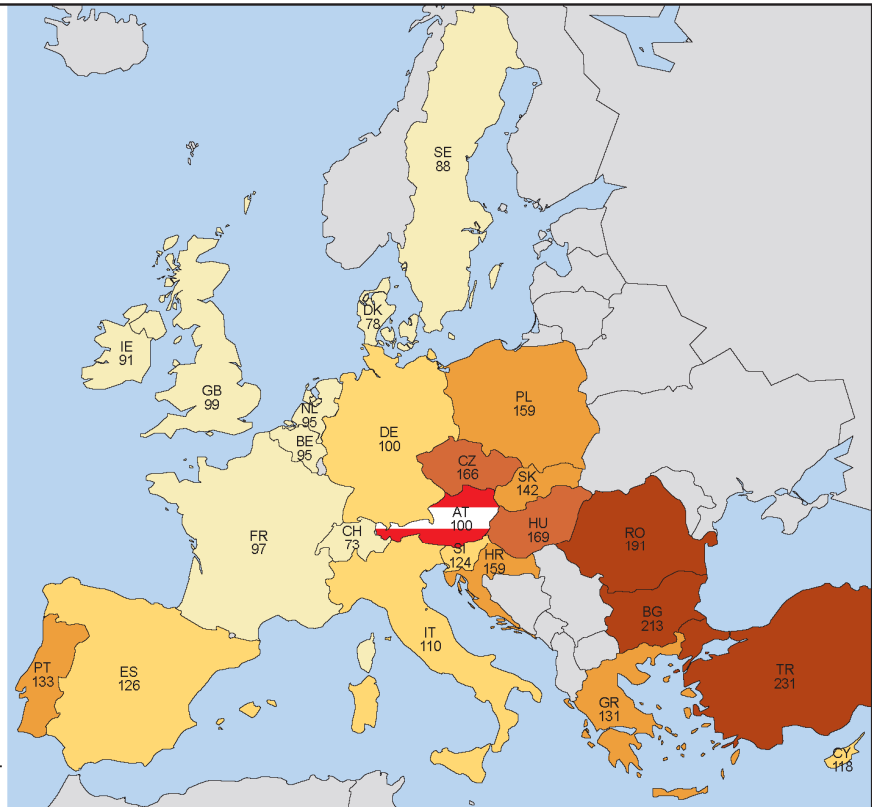 SE
88
DK
78
IE
91
GB
99
NL
95
BE
95
DE
100
PL
159
CZ
166
SK
142
AT
100
HU
169
RO
191
FR
97
CH
73
SI
124
HR
159
BG
213
IT
110
PT
133
ES
126
GR
131
TR
231
CY
118